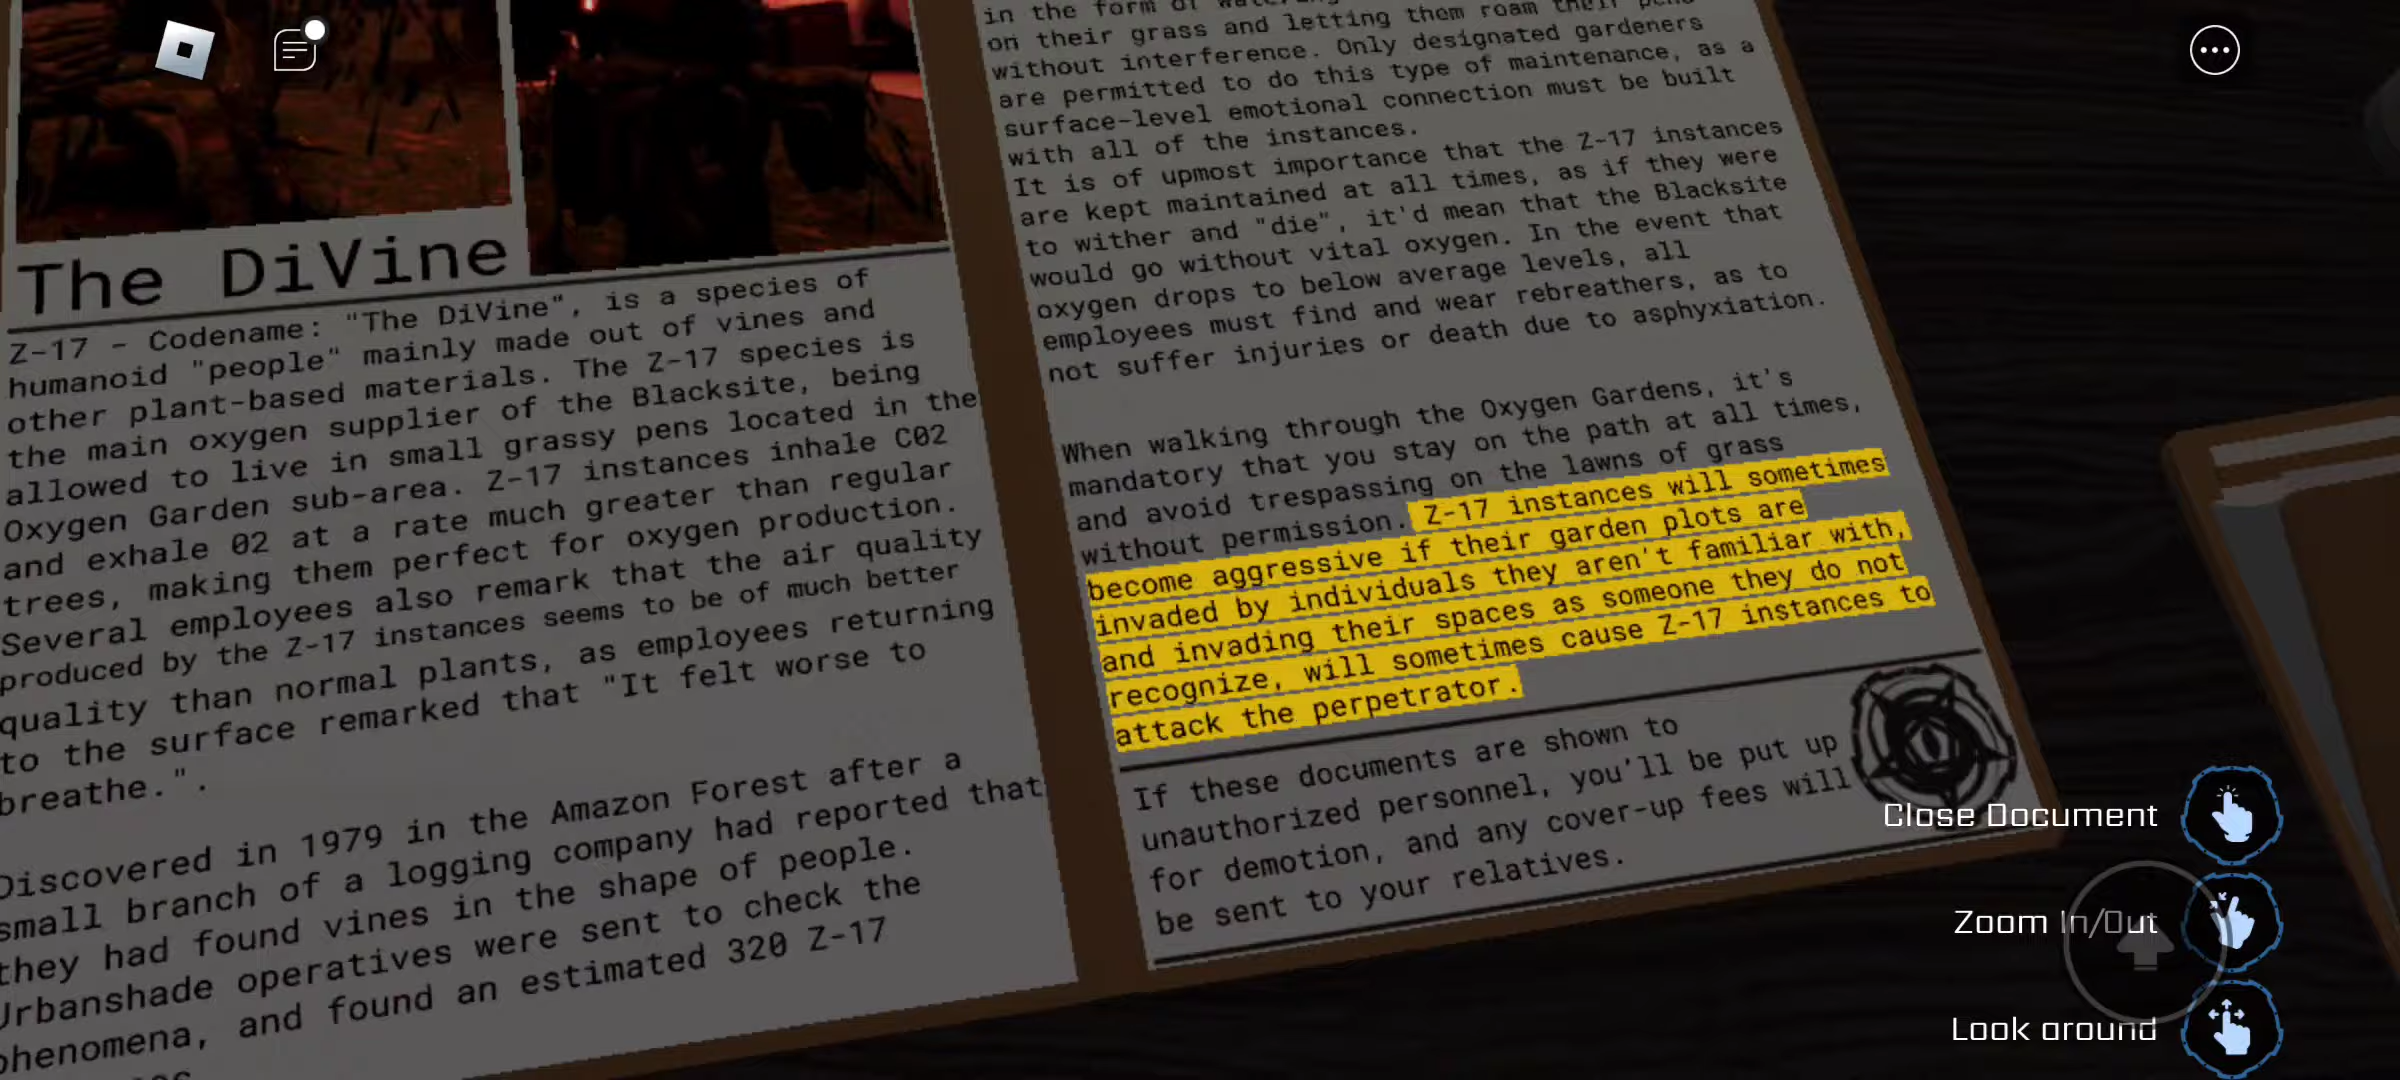 The DiVine
Z-17 - Codename: "The DiVine", is a species of
humanoid "people" mainly made out of vines and
other plant-based materials. The Z-17 species is
the main oxygen supplier of the Blacksite, being
allowed to live in small grassy pens located in the
Oxygen Garden sub-area. Z-17 instances inhale C02
and exhale 02 at a rate much greater than regular
trees, making them perfect for oxygen production.
Several employees also remark that the air quality
produced by the Z-17 instances seems to be of much better
quality than normal plants, as employees returning
to the surface remarked that "It felt worse to
breathe.".
Discovered in 1979 in the Amazon Forest after a
small branch of a logging company had reported that
they had found vines in the shape of people.
Urbanshade operatives were sent to check the
phenomena, and found an estimated 320 Z-17
in the form of
on their grass and letting them roam their pens
without interference. Only designated gardeners
are permitted to do this type of maintenance, as a
surface-level emotional connection must be built
with all of the instances.
It is of upmost importance that the Z-17 instances
are kept maintained at all times, as if they were
to wither and "die", it'd mean that the Blacksite
would go without vital oxygen. In the event that
oxygen drops to below average levels, all
employees must find and wear rebreathers, as to
not suffer injuries or death due to asphyxiation.
When walking through the Oxygen Gardens, it's
mandatory that you stay on the path at all times,
and avoid trespassing on the lawns of grass
without permission. Z-17 instances will sometimes
become aggressive if their garden plots are
invaded by individuals they aren't familiar with,
and invading their spaces as someone they do not
recognize, will sometimes cause Z-17 instances to
attack the perpetrator.
If these documents are shown to
unauthorized personnel, you'll be put up
for demotion, and any cover-up fees will
be sent to your relatives.
Close Document
Zoom In/Out
Look around